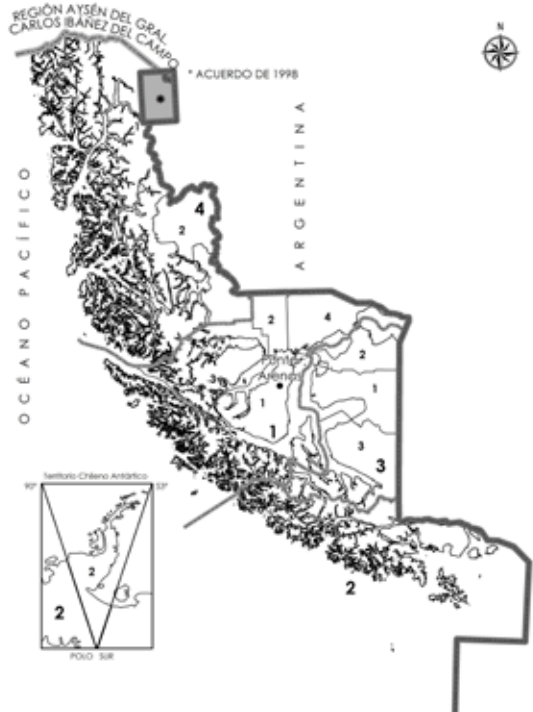 REGIÓN AYSÉN DEL GRAL.
CARLOS IBÁÑEZ DEL CAMPO
N
* ACUERDO DE 1998
ARGENTINA
OCÉANO PACÍFICO
4
2
2
4
2
Punta
Arenas
3
1
1
1
3
3
2
Territorio Chileno Antártico
90°
53°
2
2
POLO SUR